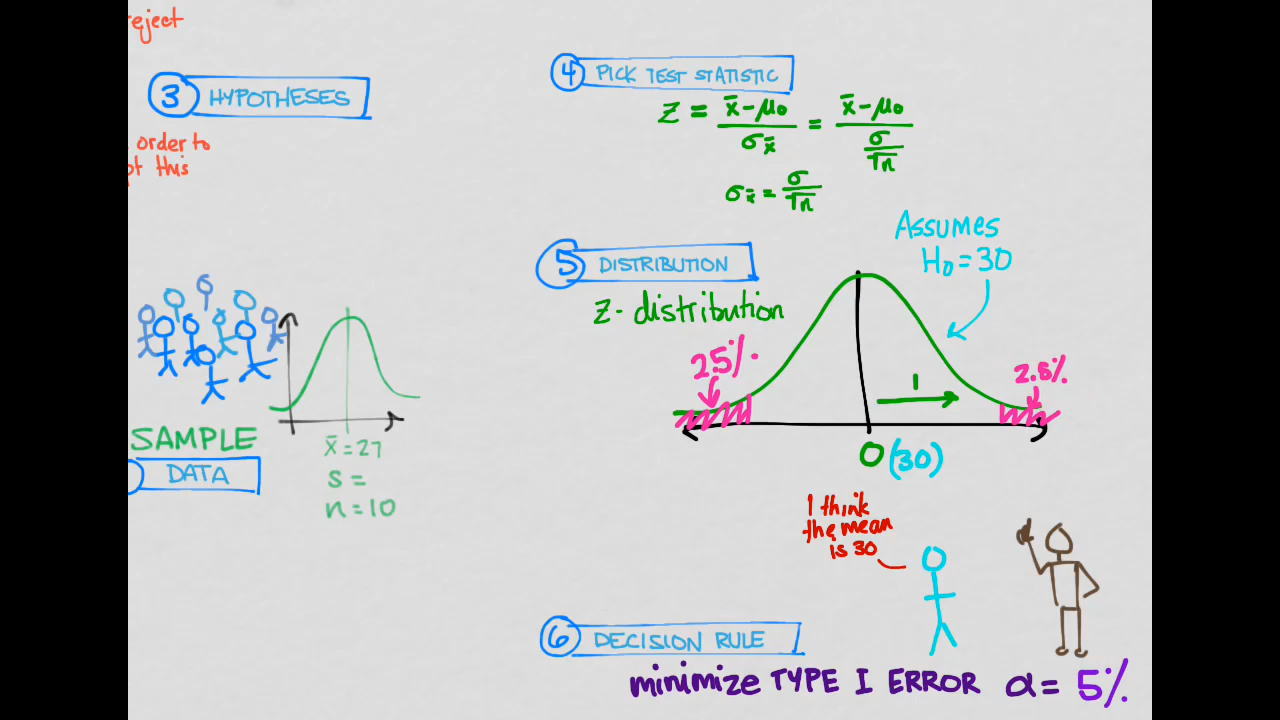 reject
3 HYPOTHESES
order to
this
SAMPLE
DATA
x̄ = 27
s =
n = 10
4 PICK TEST STATISTIC
z = x̄ - μ0 / σx̄ = x̄ - μ0 / σ/√n
σx̄ = σ/√n
Assumes
H0 = 30
5 DISTRIBUTION
z-distribution
2.5%
2.5%
1
0 (30)
I think
the mean
is 30
6 DECISION RULE
minimize TYPE I ERROR α = 5%